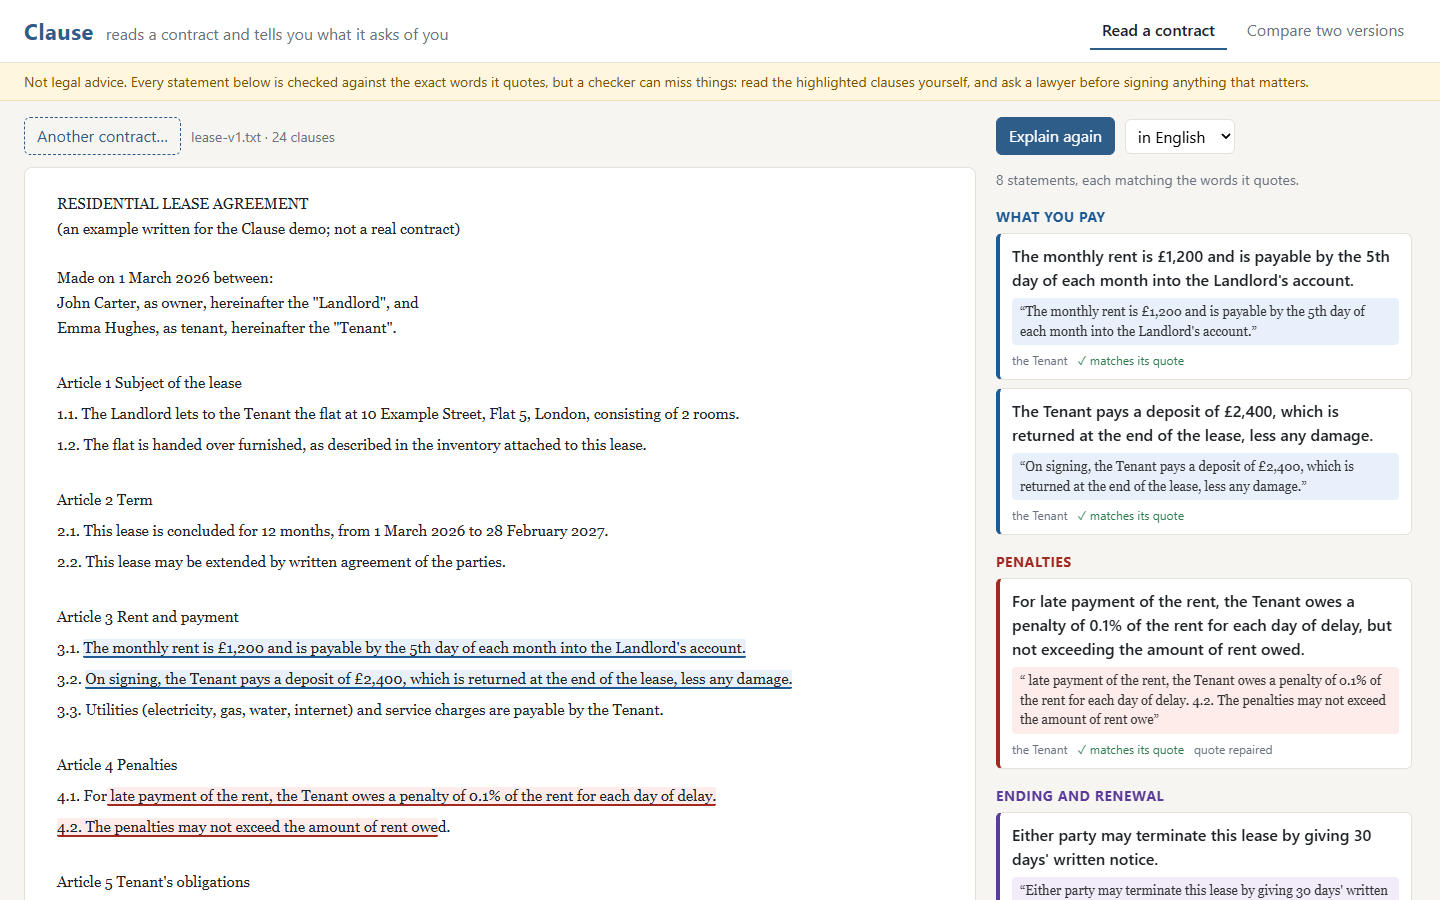 Clause reads a contract and tells you what it asks of you
Read a contract
Compare two versions
Not legal advice. Every statement below is checked against the exact words it quotes, but a checker can miss things: read the highlighted clauses yourself, and ask a lawyer before signing anything that matters.
Another contract...
lease-v1.txt · 24 clauses
RESIDENTIAL LEASE AGREEMENT
(an example written for the Clause demo; not a real contract)
Made on 1 March 2026 between:
John Carter, as owner, hereinafter the "Landlord", and
Emma Hughes, as tenant, hereinafter the "Tenant".
Article 1 Subject of the lease
1.1. The Landlord lets to the Tenant the flat at 10 Example Street, Flat 5, London, consisting of 2 rooms.
1.2. The flat is handed over furnished, as described in the inventory attached to this lease.
Article 2 Term
2.1. This lease is concluded for 12 months, from 1 March 2026 to 28 February 2027.
2.2. This lease may be extended by written agreement of the parties.
Article 3 Rent and payment
3.1. The monthly rent is £1,200 and is payable by the 5th day of each month into the Landlord's account.
3.2. On signing, the Tenant pays a deposit of £2,400, which is returned at the end of the lease, less any damage.
3.3. Utilities (electricity, gas, water, internet) and service charges are payable by the Tenant.
Article 4 Penalties
4.1. For late payment of the rent, the Tenant owes a penalty of 0.1% of the rent for each day of delay.
4.2. The penalties may not exceed the amount of rent owed.
Article 5 Tenant's obligations
Explain again
in English
8 statements, each matching the words it quotes.
WHAT YOU PAY
The monthly rent is £1,200 and is payable by the 5th
day of each month into the Landlord's account.
“The monthly rent is £1,200 and is payable by the 5th day of
each month into the Landlord's account.”
the Tenant ✓ matches its quote
The Tenant pays a deposit of £2,400, which is
returned at the end of the lease, less any damage.
“On signing, the Tenant pays a deposit of £2,400, which is
returned at the end of the lease, less any damage.”
the Tenant ✓ matches its quote
PENALTIES
For late payment of the rent, the Tenant owes a
penalty of 0.1% of the rent for each day of delay, but
not exceeding the amount of rent owed.
“ late payment of the rent, the Tenant owes a penalty of 0.1% of
the rent for each day of delay. 4.2. The penalties may not exceed
the amount of rent owe”
the Tenant ✓ matches its quote quote repaired
ENDING AND RENEWAL
Either party may terminate this lease by giving 30
days' written notice.
“Either party may terminate this lease by giving 30 days' written